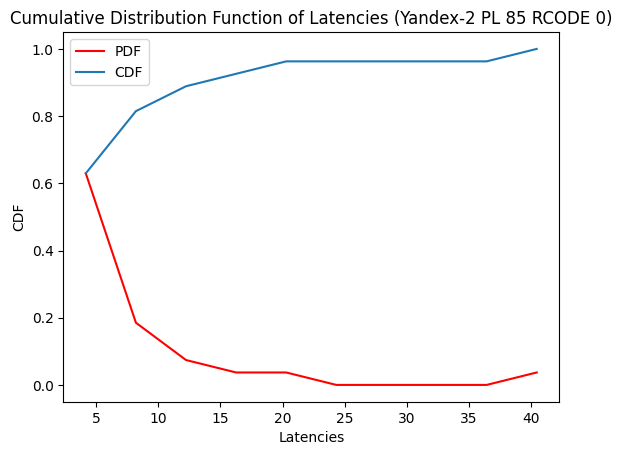 Cumulative Distribution Function of Latencies (Yandex-2 PL 85 RCODE 0)
PDF
CDF
1.0
0.8
0.6
0.4
0.2
0.0
CDF
5 10 15 20 25 30 35 40
Latencies